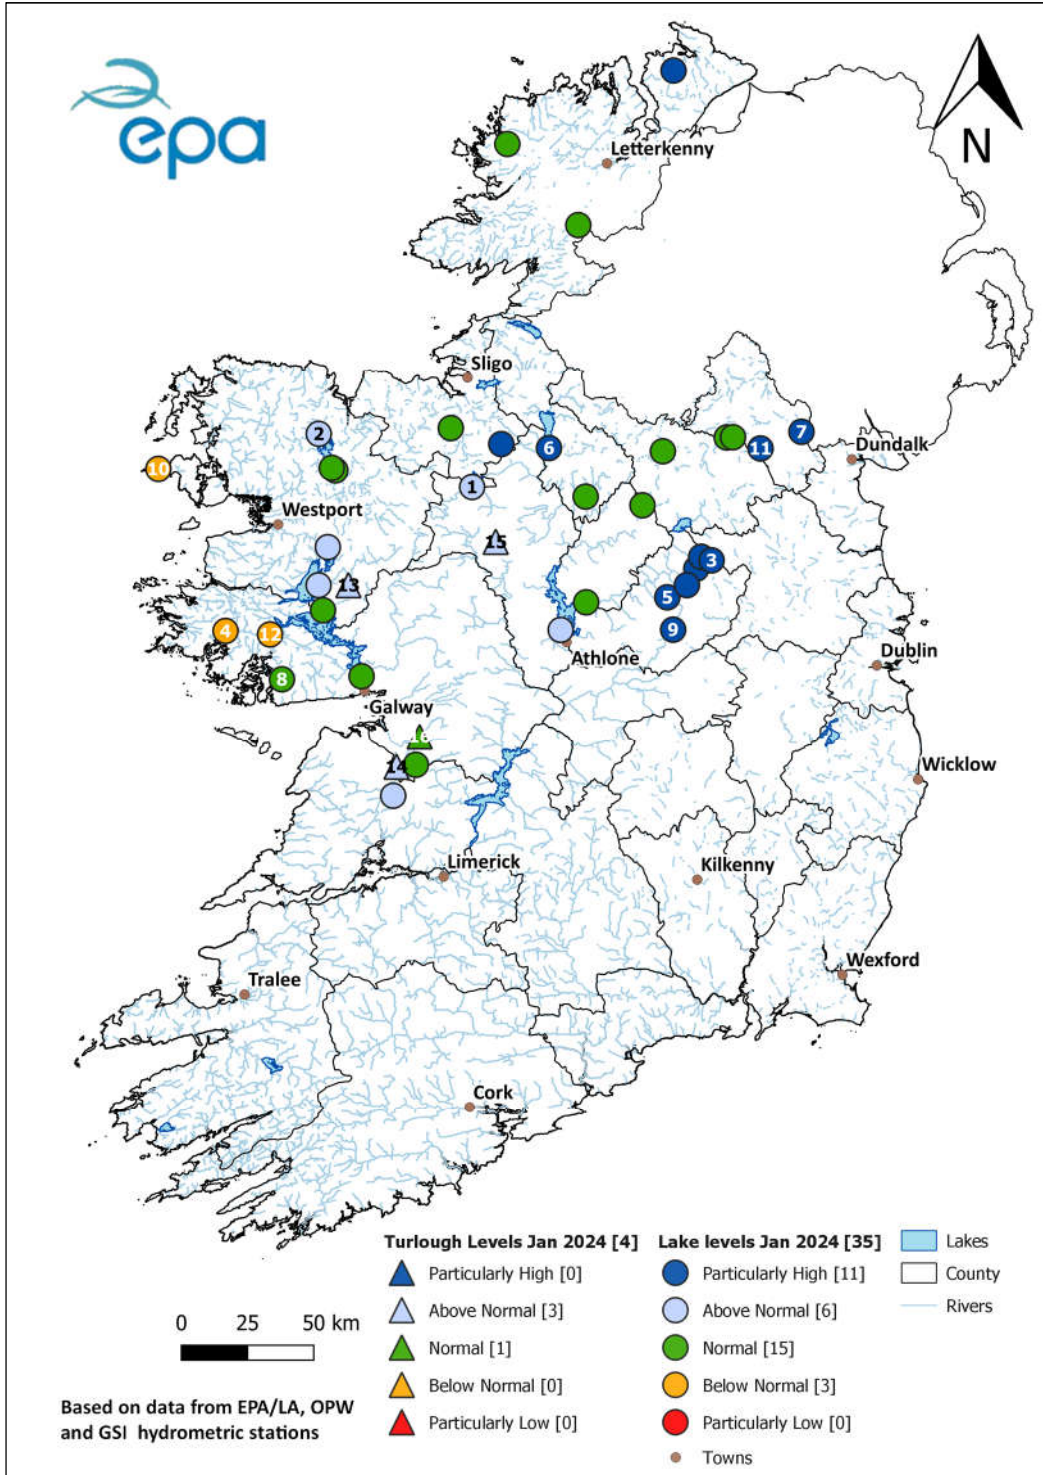 epa
N
Letterkenny
Sligo
2
6
11
7
Dundalk
10
1
Westport
15
3
13
5
4
12
9
Athlone
Dublin
8
Galway
16
14
Wicklow
Limerick
Kilkenny
Wexford
Tralee
Cork
Turlough Levels Jan 2024 [4]
Particularly High [0]
Above Normal [3]
Normal [1]
Below Normal [0]
Particularly Low [0]
Lake levels Jan 2024 [35]
Particularly High [11]
Above Normal [6]
Normal [15]
Below Normal [3]
Particularly Low [0]
Towns
Lakes
County
Rivers
0 25 50 km
Based on data from EPA/LA, OPW
and GSI hydrometric stations